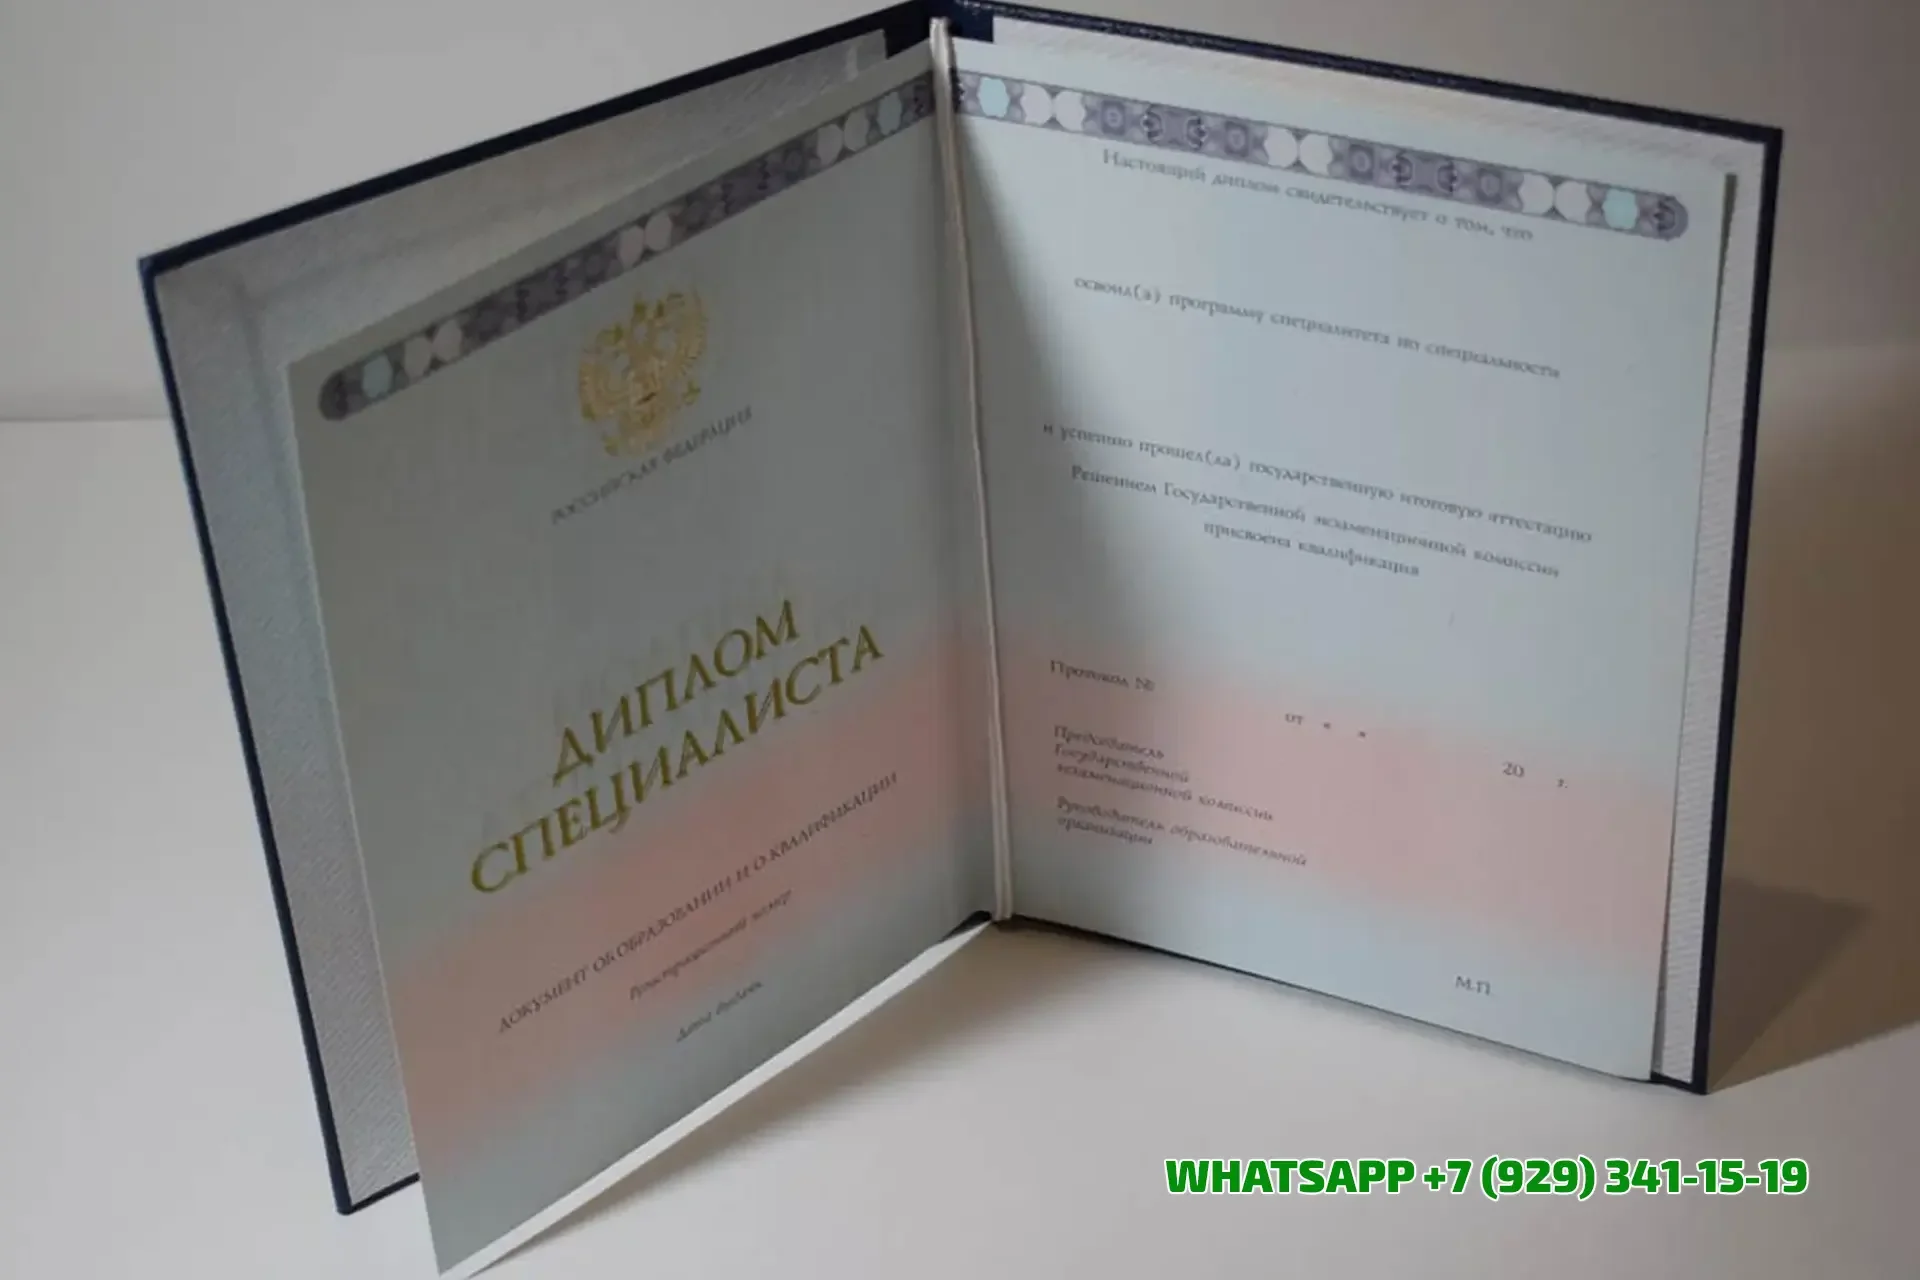 РОССИЙСКАЯ ФЕДЕРАЦИЯ
ДИПЛОМ
СПЕЦИАЛИСТА
ДОКУМЕНТ ОБ ОБРАЗОВАНИИ И О КВАЛИФИКАЦИИ
Регистрационный номер
Дата выдачи
Настоящий диплом свидетельствует о том, что
освоил(а) программу специалитета по специальности
и успешно прошел(ла) государственную итоговую аттестацию
Решением Государственной экзаменационной комиссии
присвоена квалификация
Протокол №
от « »
20 г.
Председатель
Государственной
экзаменационной комиссии
Руководитель образовательной
организации
М.П.
WHATSAPP +7 (929) 341-15-19